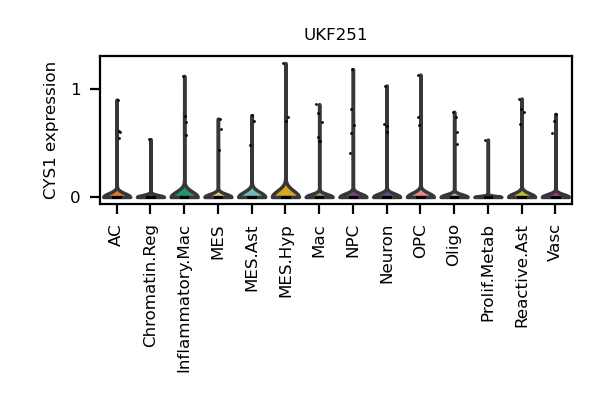 UKF251
CYS1 expression
1
0
AC
Chromatin.Reg
Inflammatory.Mac
MES
MES.Ast
MES.Hyp
Mac
NPC
Neuron
OPC
Oligo
Prolif.Metab
Reactive.Ast
Vasc